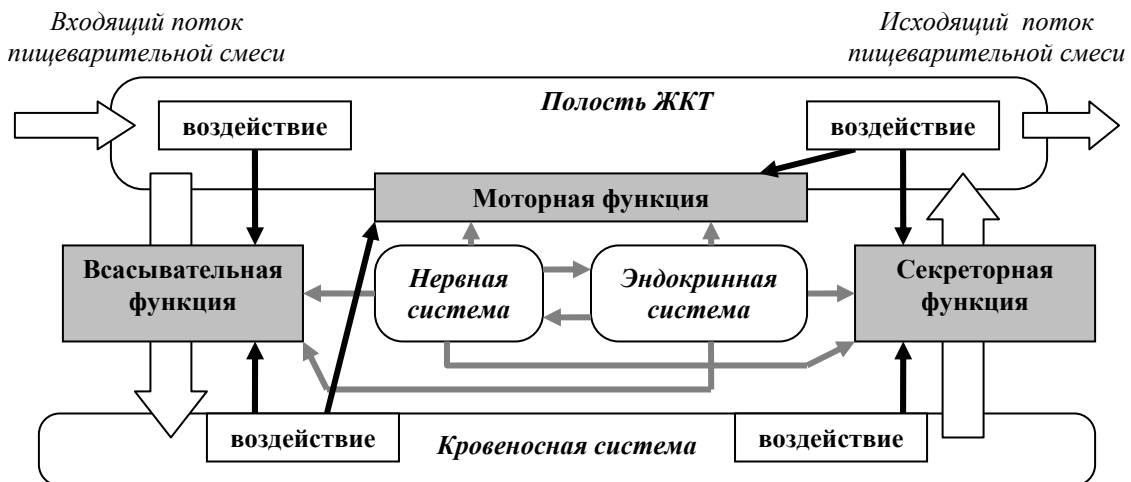 Входящий поток
пищеварительной смеси
Исходящий поток
пищеварительной смеси
Полость ЖКТ
воздействие
воздействие
Моторная функция
Всасывательная
функция
Нервная
система
Эндокринная
система
Секреторная
функция
воздействие
Кровеносная система
воздействие